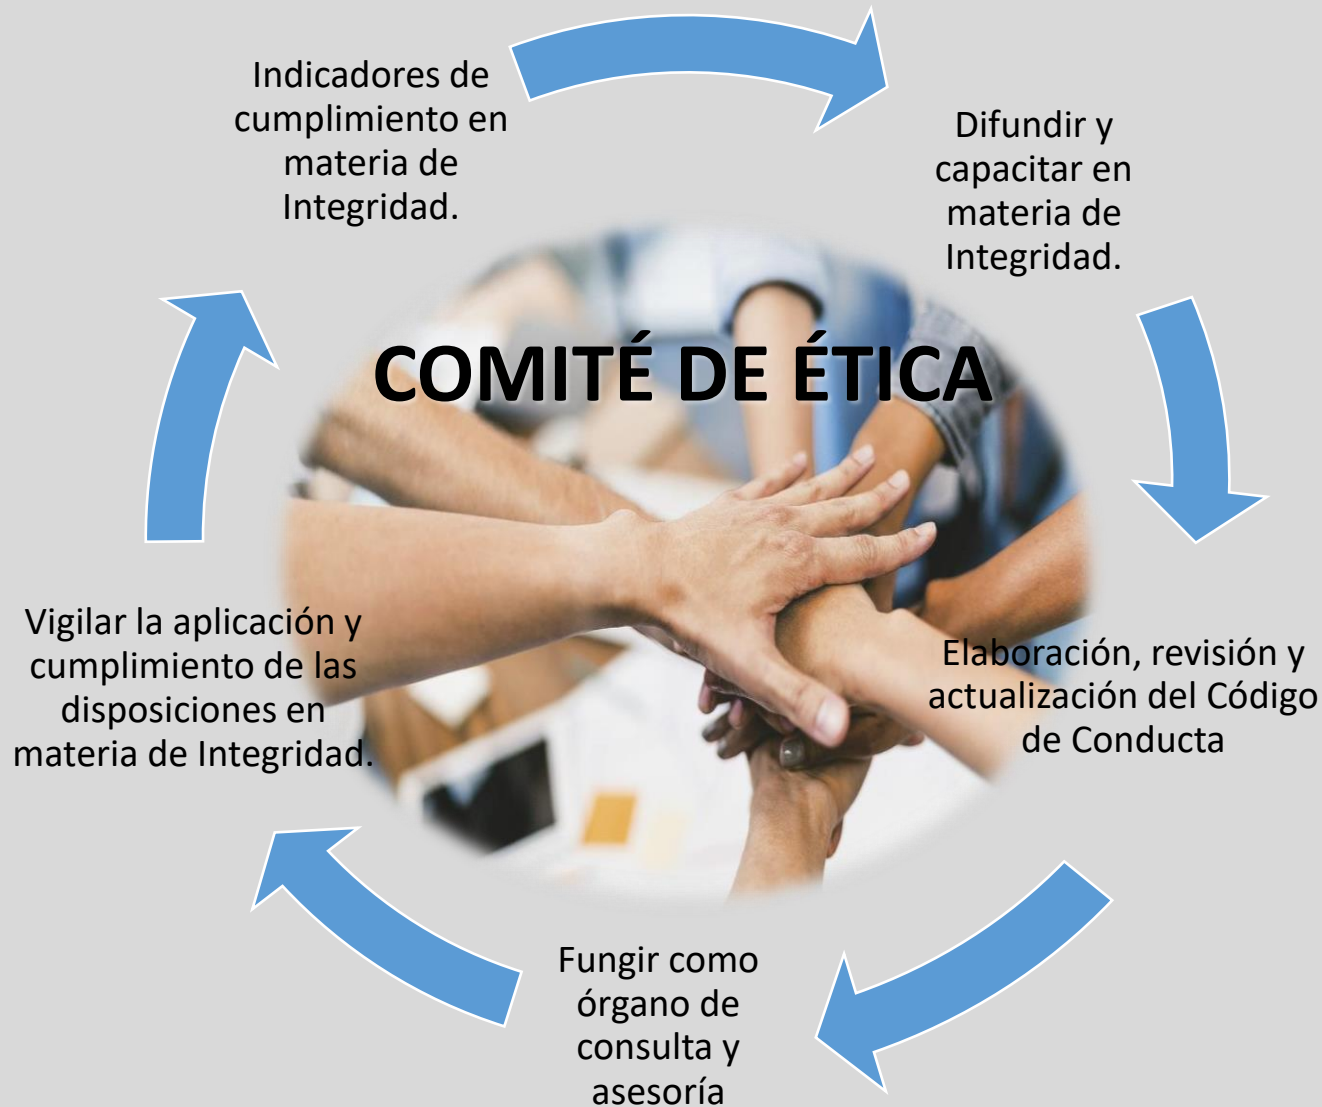 Indicadores de
cumplimiento en
materia de
Integridad.
Difundir y
capacitar en
materia de
Integridad.
COMITÉ DE ÉTICA
Vigilar la aplicación y
cumplimiento de las
disposiciones en
materia de Integridad.
Elaboración, revisión y
actualización del Código
de Conducta
Fungir como
órgano de
consulta y
asesoría